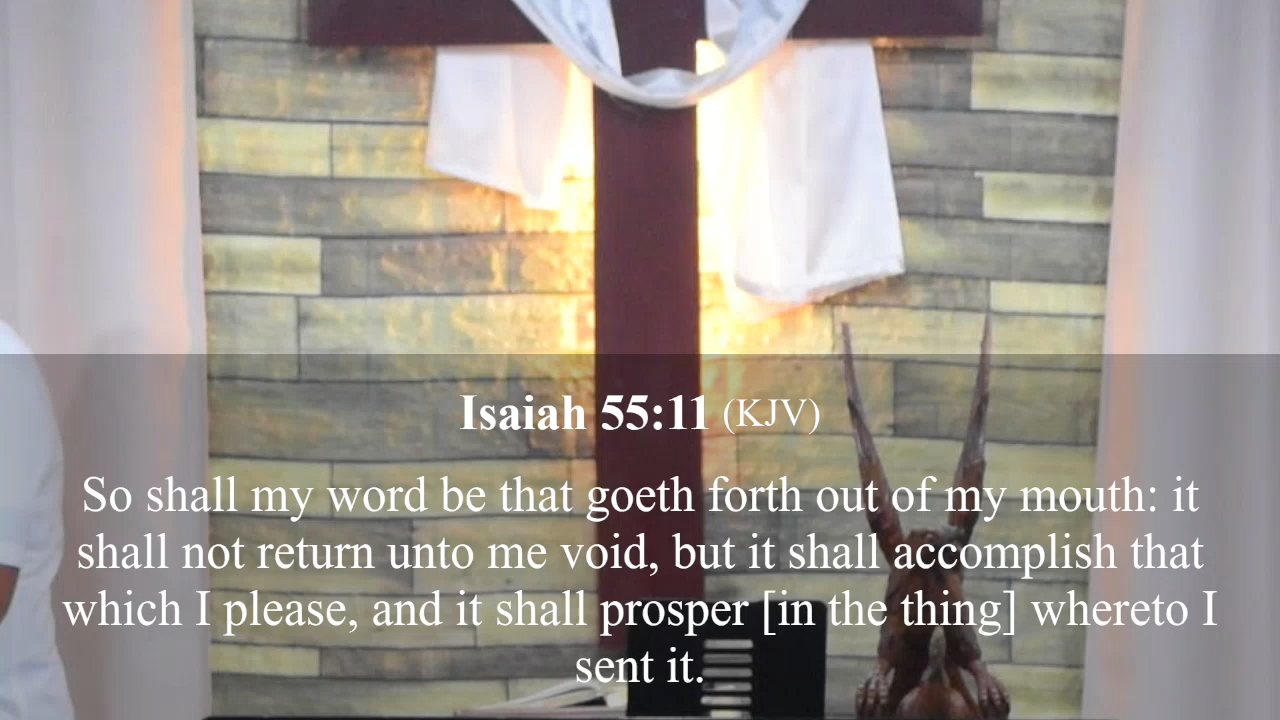 Isaiah 55:11 (KJV)
So shall my word be that goeth forth out of my mouth: it
shall not return unto me void, but it shall accomplish that
which I please, and it shall prosper [in the thing] whereto I
sent it.